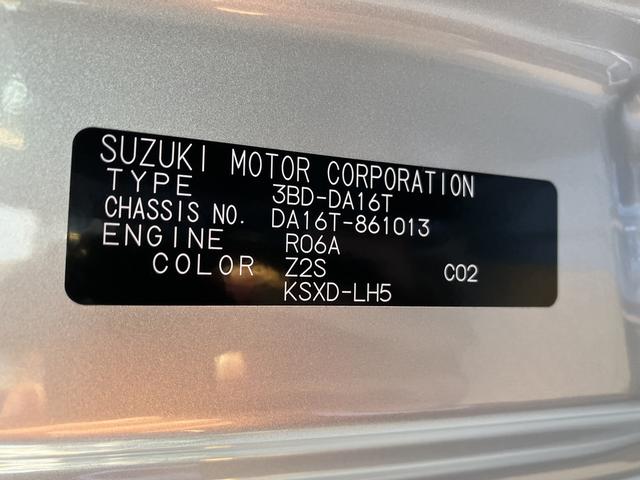 SUZUKI MOTOR CORPORATION
TYPE 3BD-DA16T
CHASSIS NO. DA16T-861013
ENGINE R06A
COLOR Z2S C02
KSXD-LH5